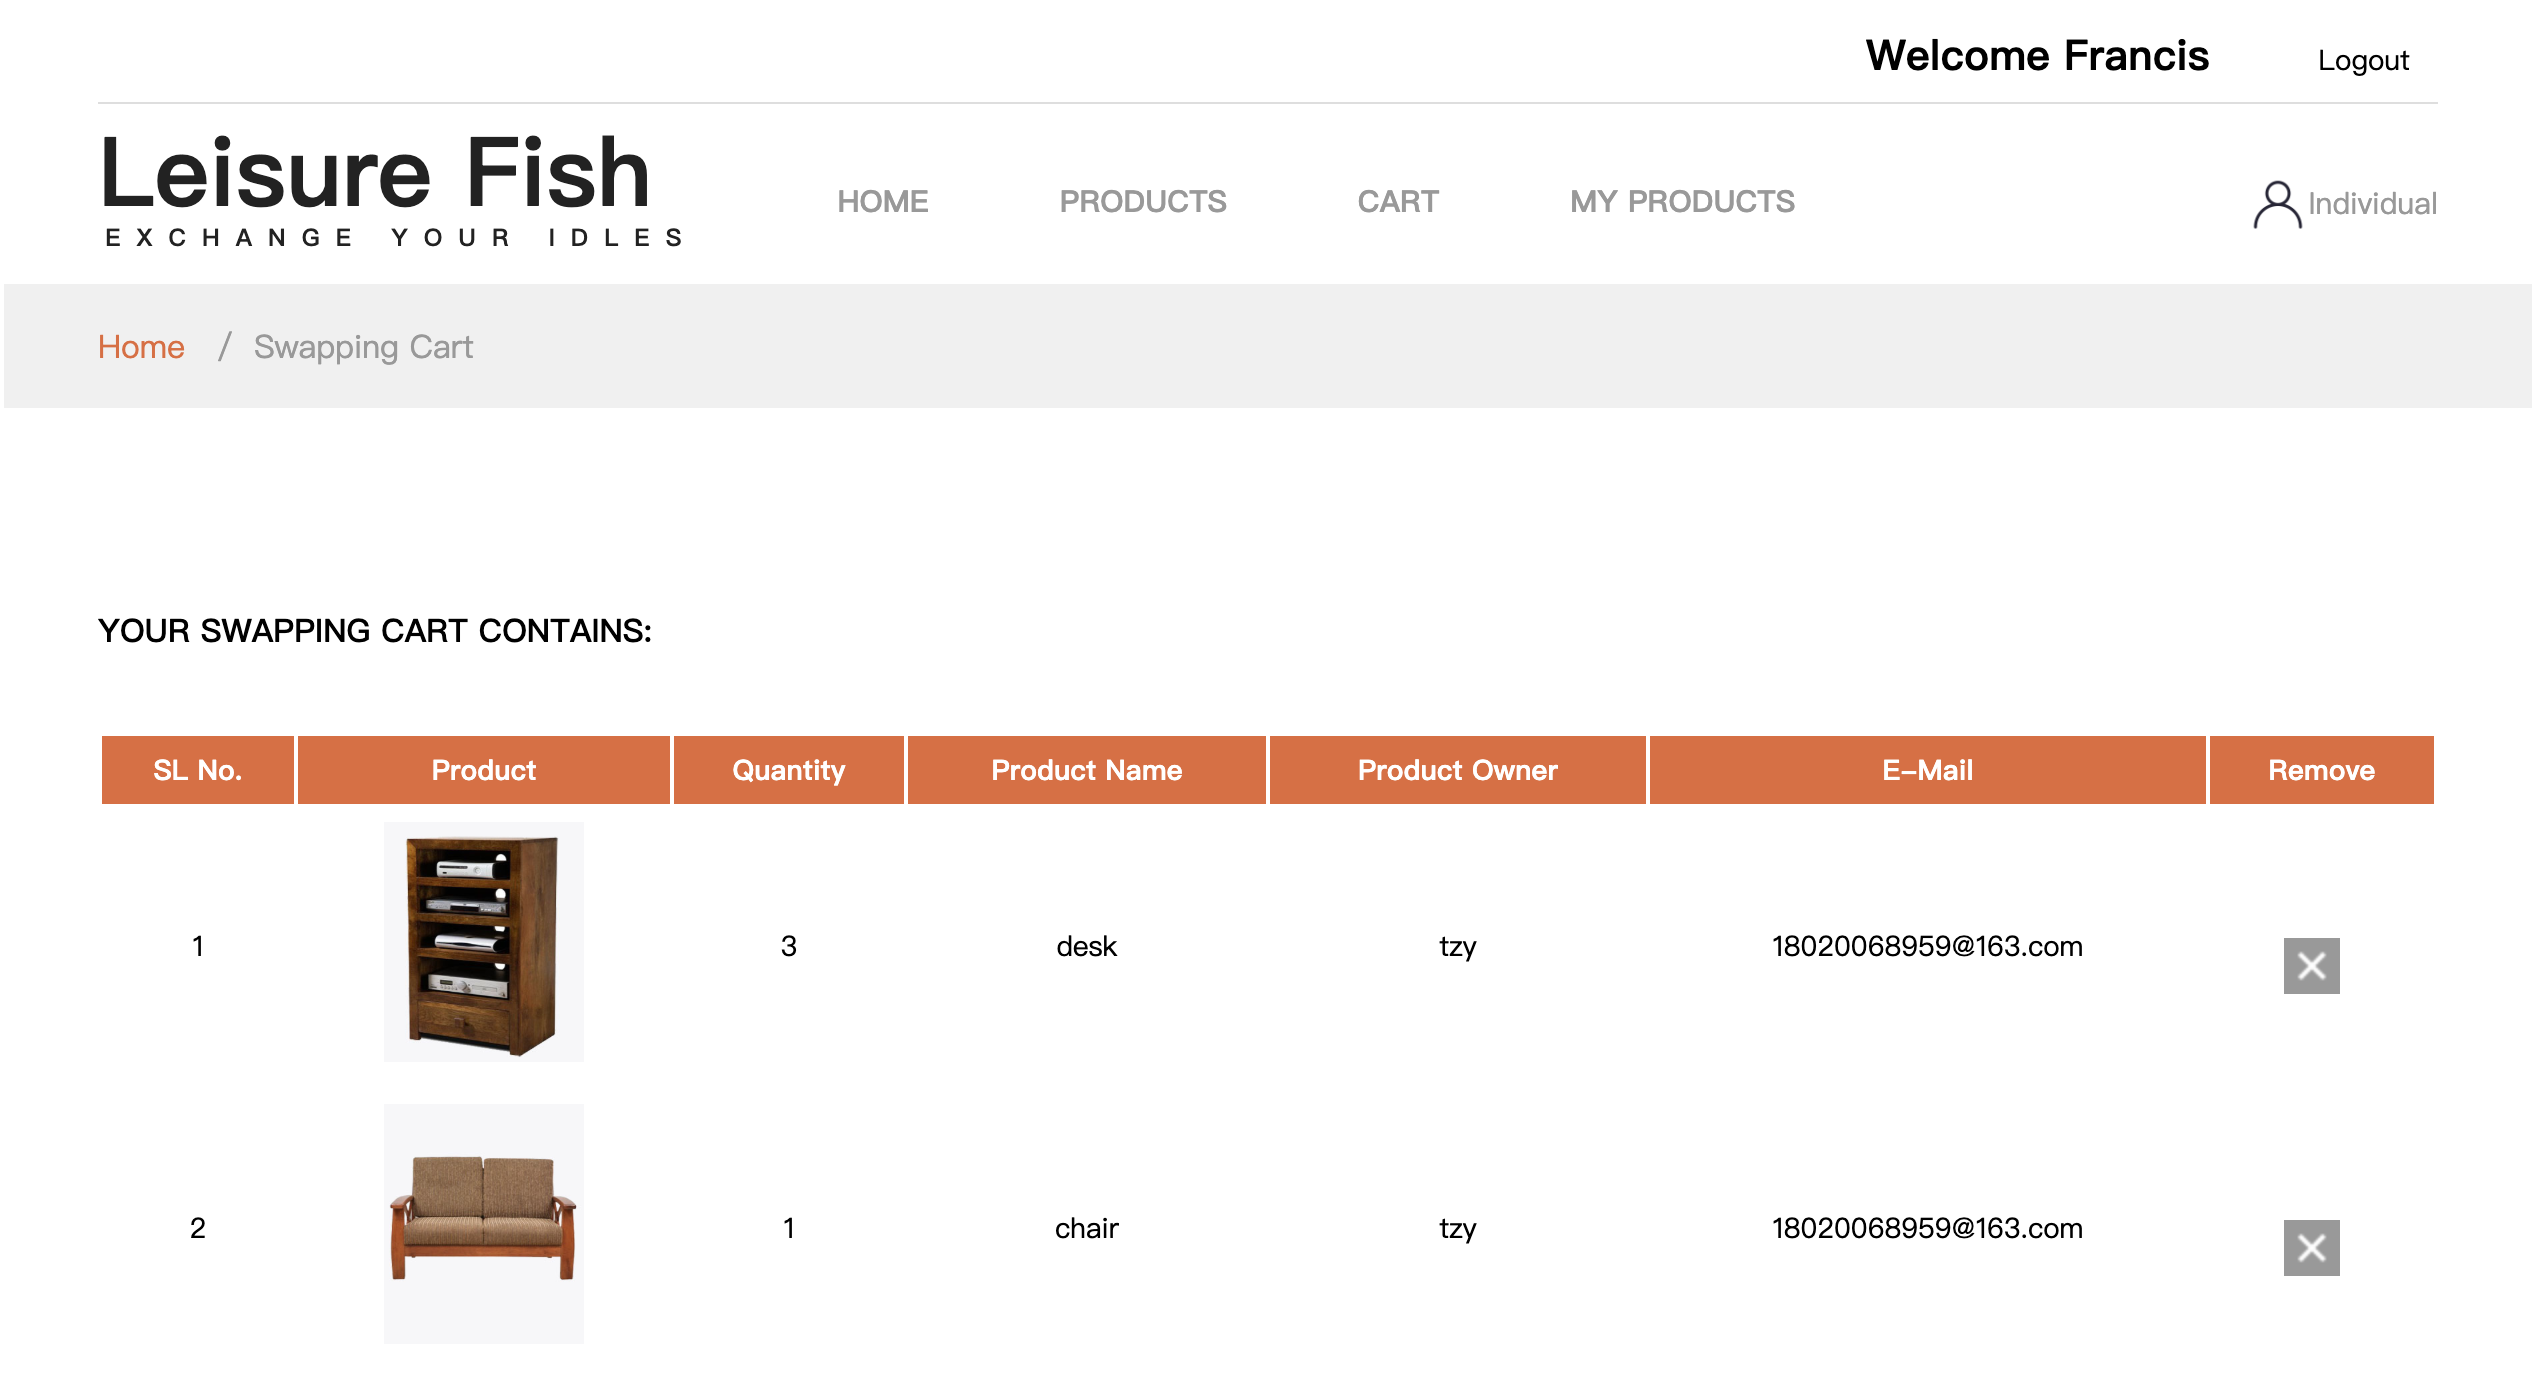 Welcome Francis Logout
Leisure Fish
EXCHANGE YOUR IDLES
HOME PRODUCTS CART MY PRODUCTS Individual
Home / Swapping Cart
YOUR SWAPPING CART CONTAINS:
SL No. Product Quantity Product Name Product Owner E-Mail Remove
1 3 desk tzy 18020068959@163.com
2 1 chair tzy 18020068959@163.com